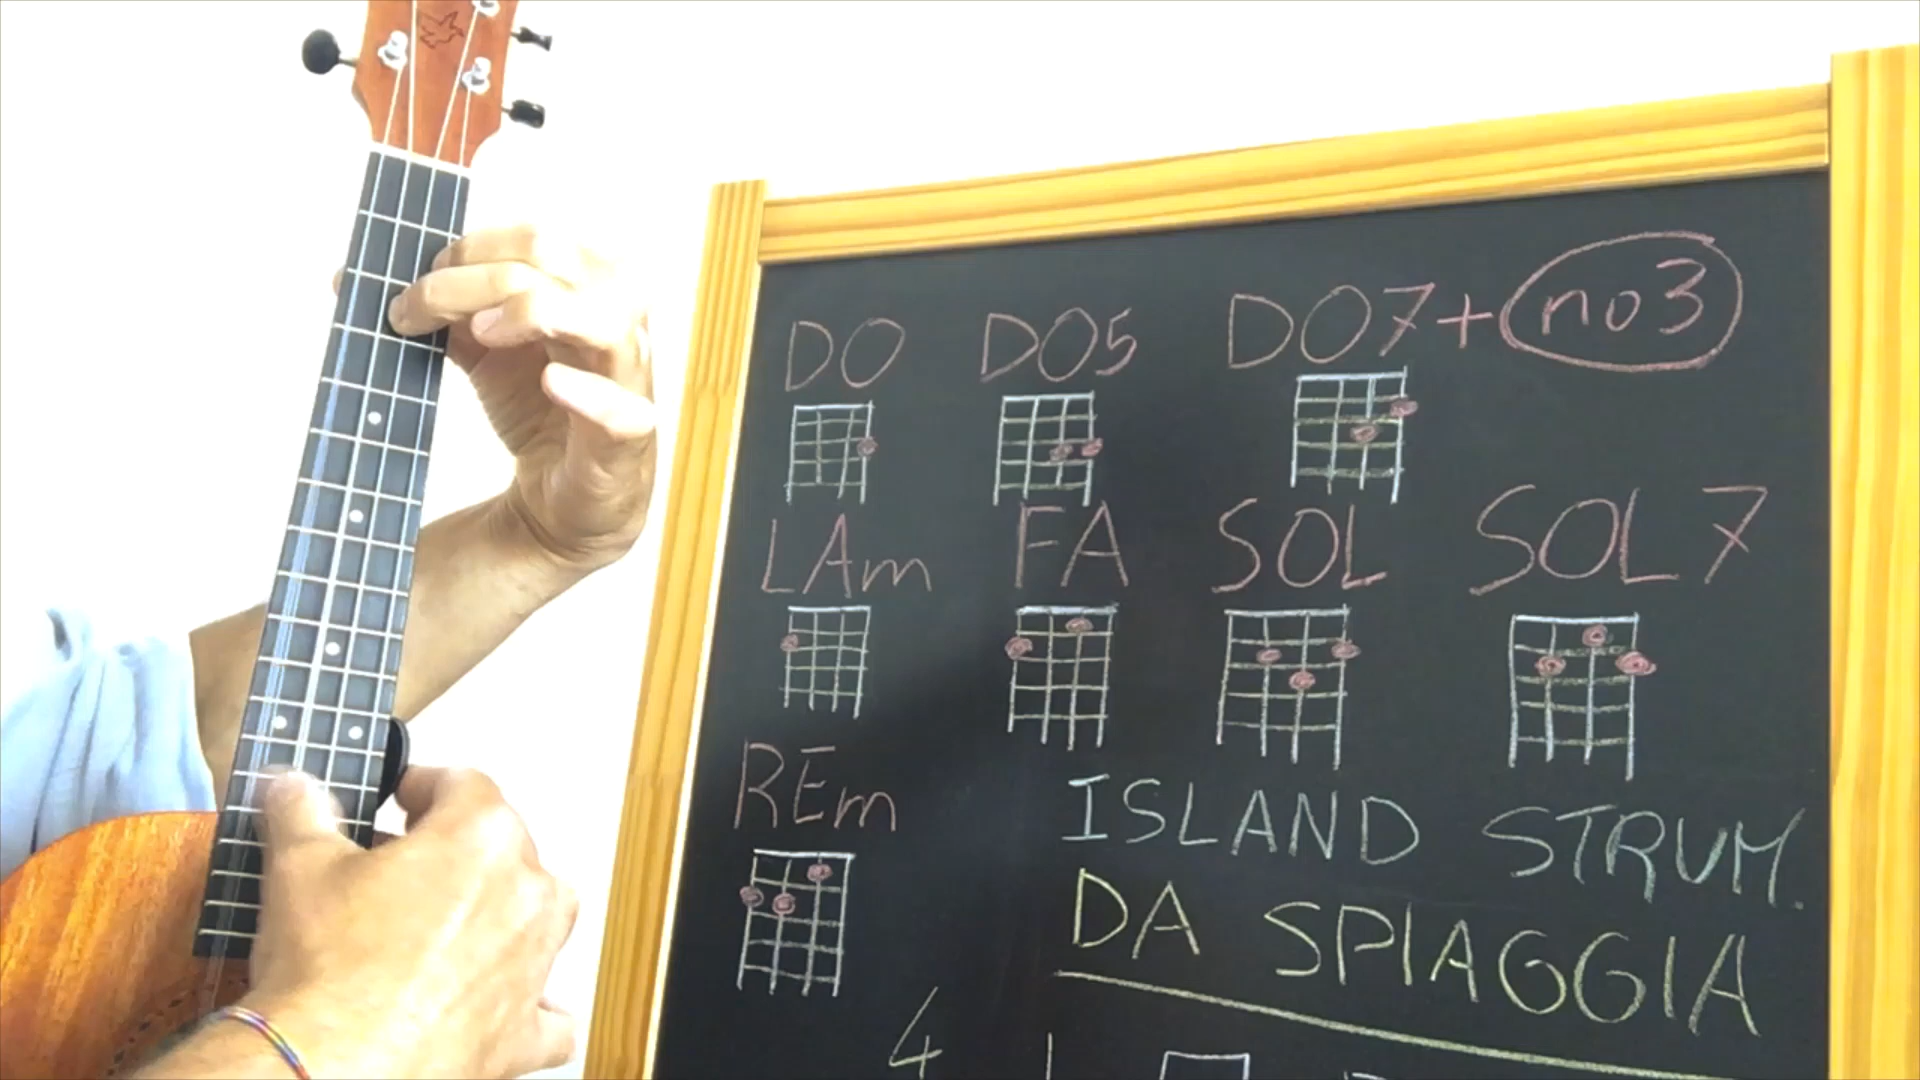 DO DO5 DO7+ no3
LAm FA SOL SOL7
REm
ISLAND STRUM.
DA SPIAGGIA
4